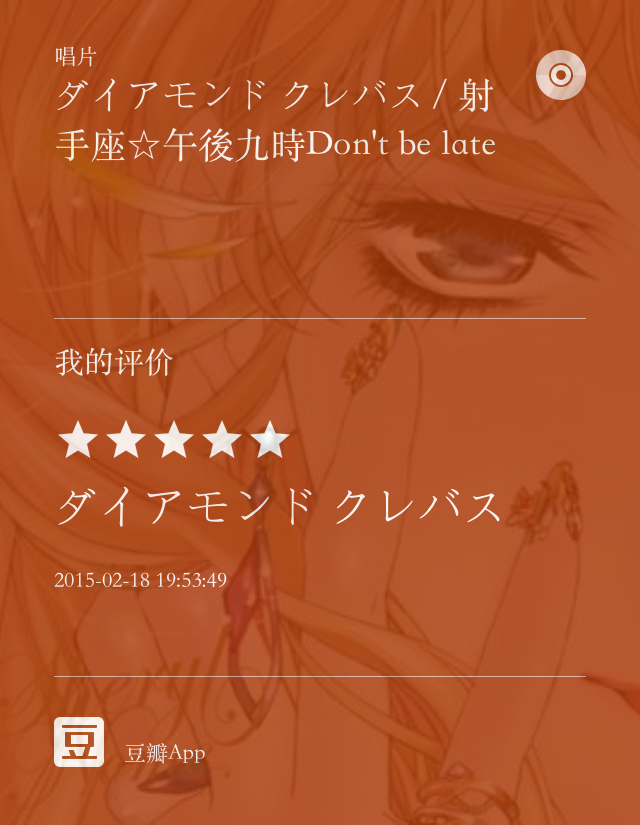 唱片
ダイアモンド クレバス / 射
手座☆午後九時Don't be late
我的评价
ダイアモンド クレバス
2015-02-18 19:53:49
豆
豆瓣App